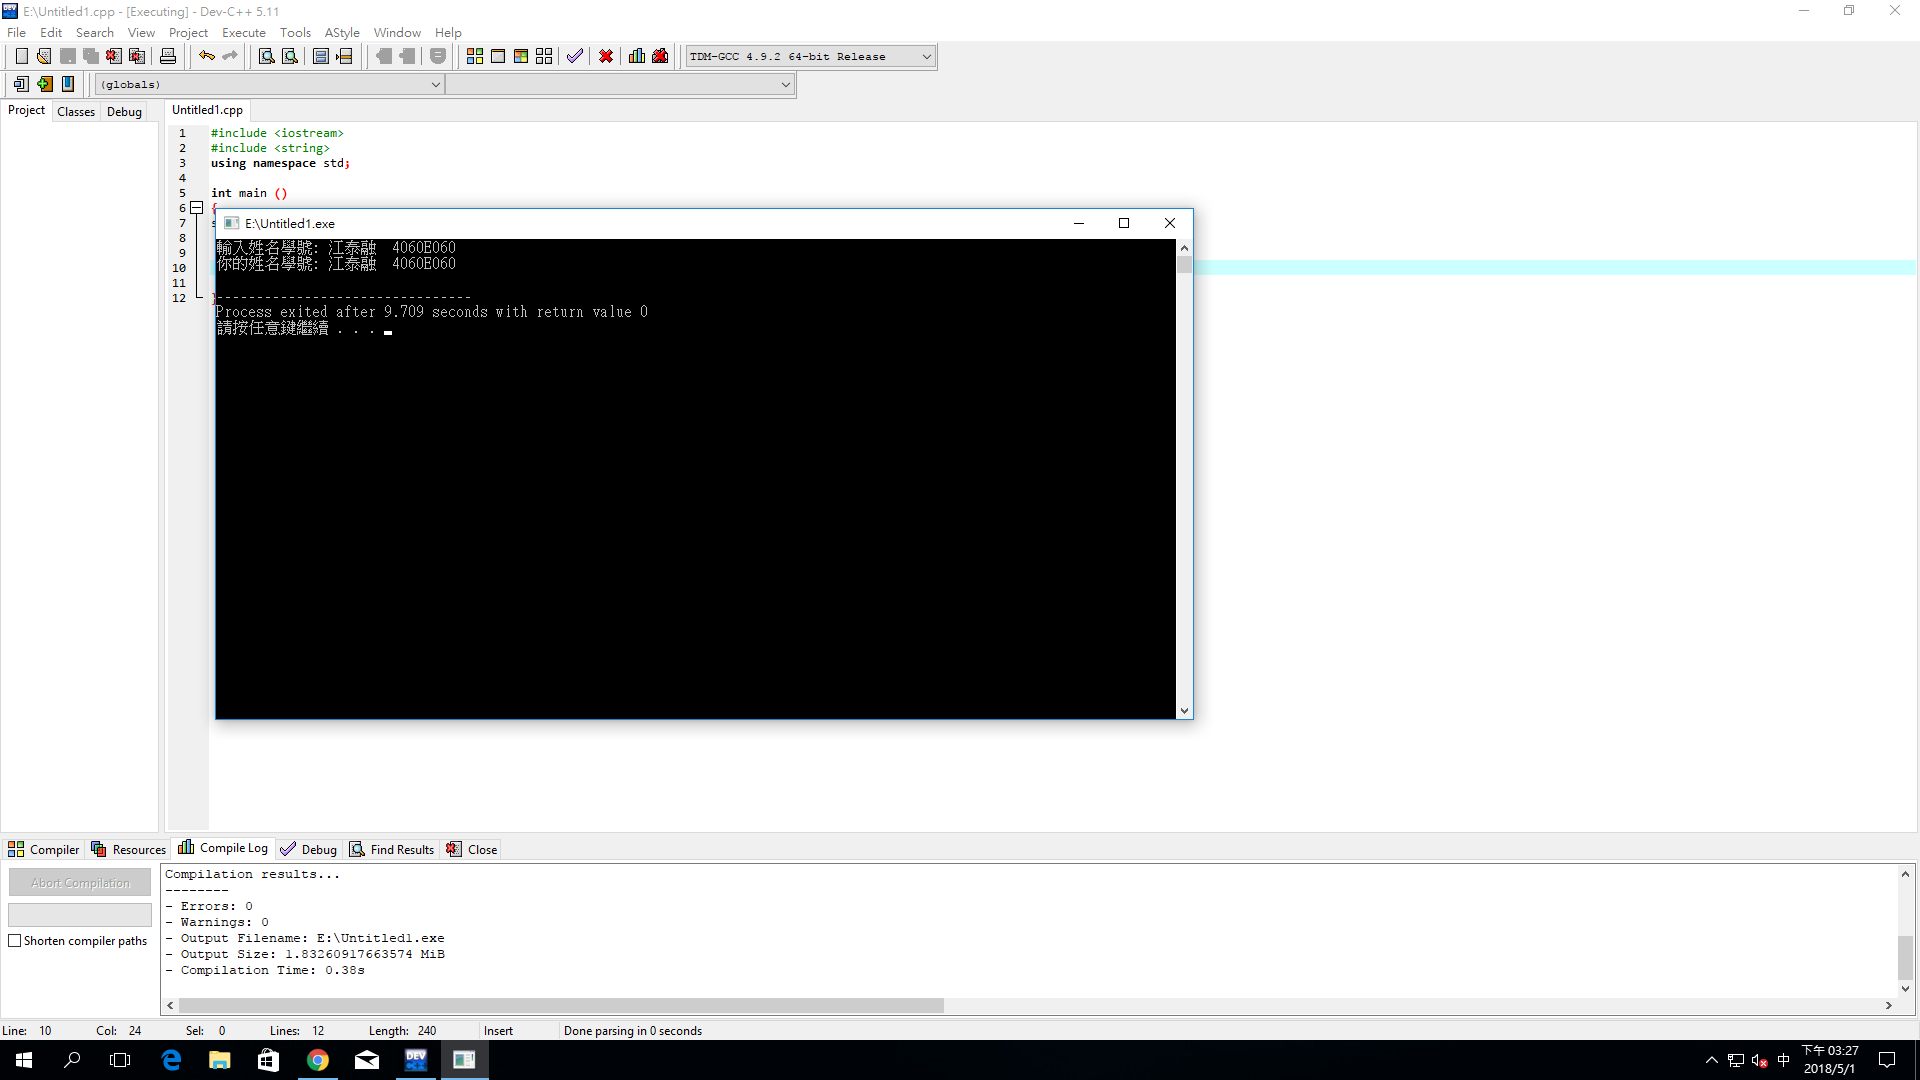 E:\Untitled1.cpp - [Executing] - Dev-C++ 5.11
File Edit Search View Project Execute Tools AStyle Window Help
TDM-GCC 4.9.2 64-bit Release
(globals)
Project Classes Debug
Untitled1.cpp
1 #include <iostream>
2 #include <string>
3 using namespace std;
4
5 int main ()
6 {
7 s
8
9
10
11
12 }
E:\Untitled1.exe
輸入姓名學號: 江泰融  4060E060
你的姓名學號: 江泰融  4060E060
--------------------------------
Process exited after 9.709 seconds with return value 0
請按任意鍵繼續 . . .
Compiler Resources Compile Log Debug Find Results Close
Abort Compilation
Shorten compiler paths
Compilation results...
--------
- Errors: 0
- Warnings: 0
- Output Filename: E:\Untitled1.exe
- Output Size: 1.83260917663574 MiB
- Compilation Time: 0.38s
Line: 10 Col: 24 Sel: 0 Lines: 12 Length: 240 Insert Done parsing in 0 seconds
DEV
中
下午 03:27
2018/5/1